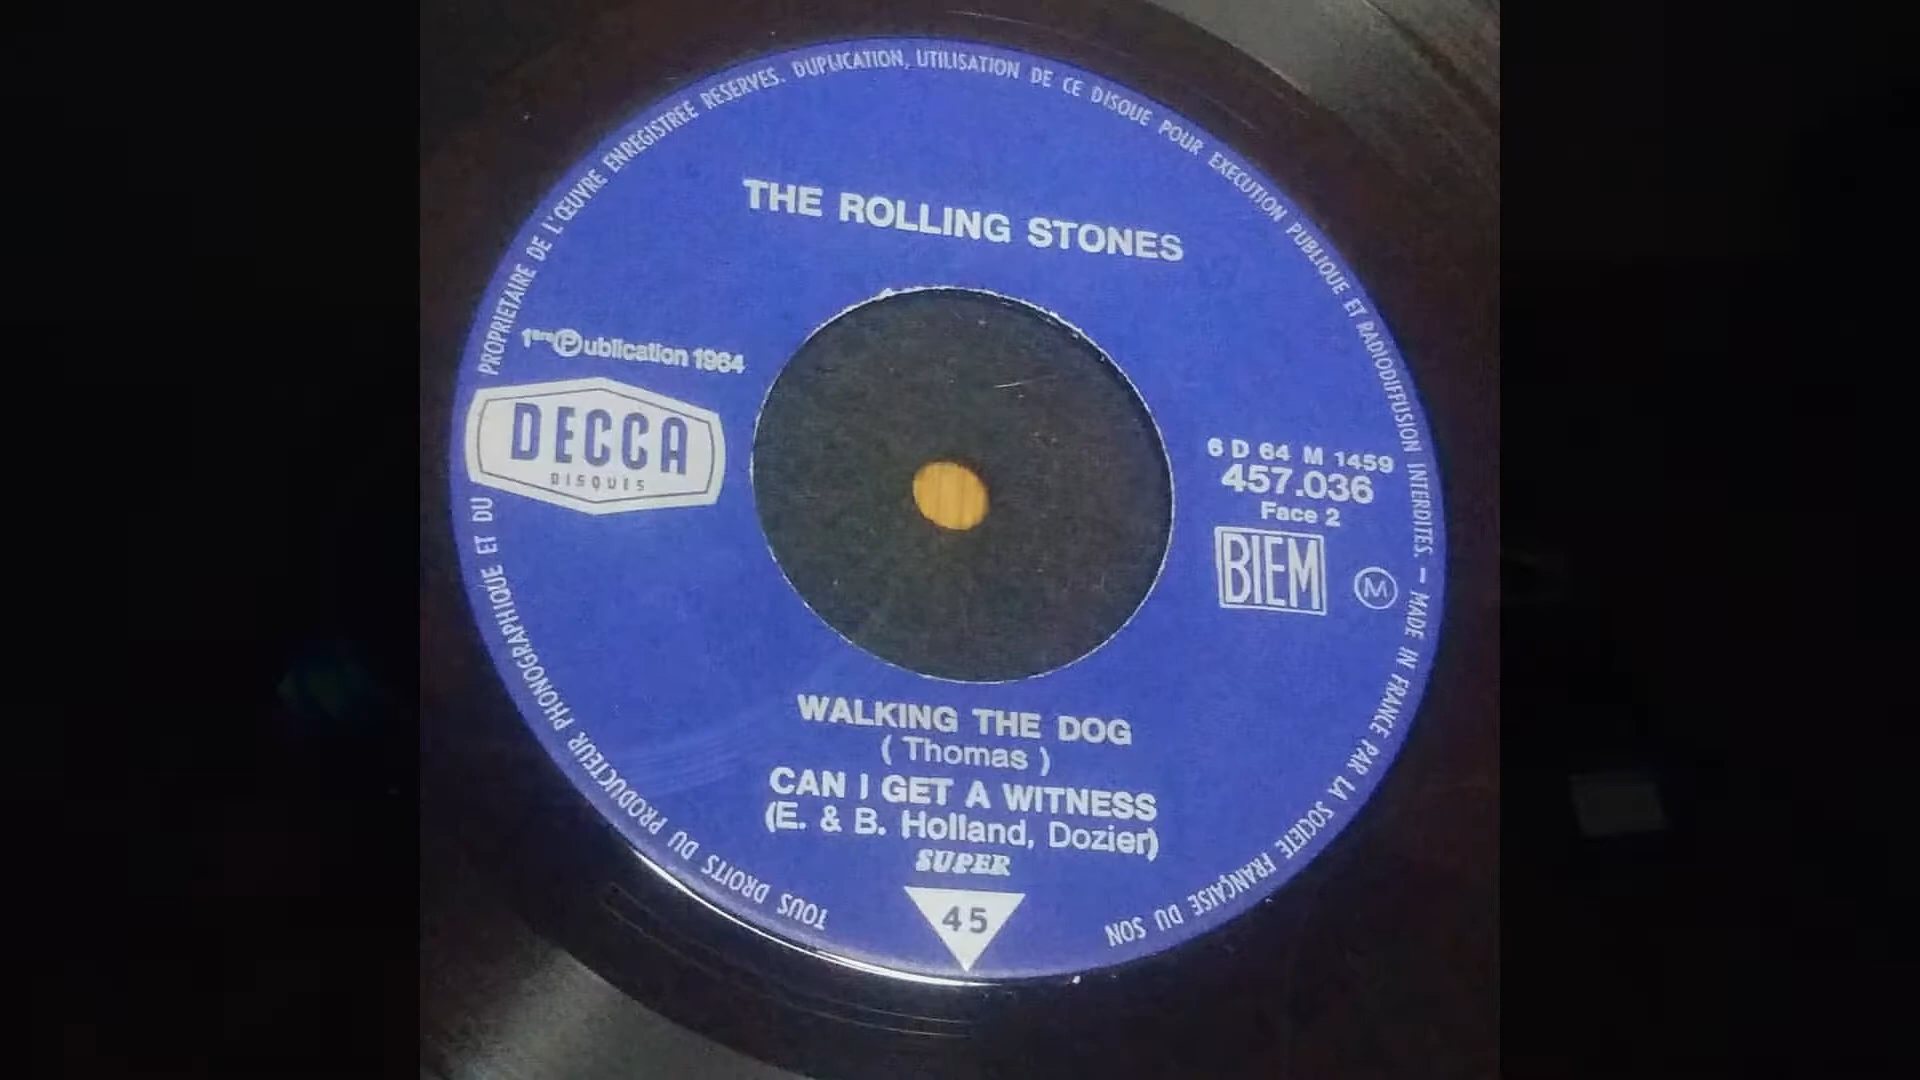 TOUS DROITS DU PRODUCTEUR PHONOGRAPHIQUE ET DU PROPRIETAIRE DE L'ŒUVRE ENREGISTREE RESERVES. DUPLICATION, UTILISATION DE CE DISQUE POUR EXECUTION PUBLIQUE ET RADIODIFFUSION INTERDITES. – MADE IN FRANCE PAR LA SOCIETE FRANÇAISE DU SON
THE ROLLING STONES
1ere Ⓟublication 1964
DECCA
DISQUES
6 D 64 M 1459
457.036
Face 2
BIEM
M
WALKING THE DOG
( Thomas )
CAN I GET A WITNESS
(E. & B. Holland, Dozier)
SUPER
45